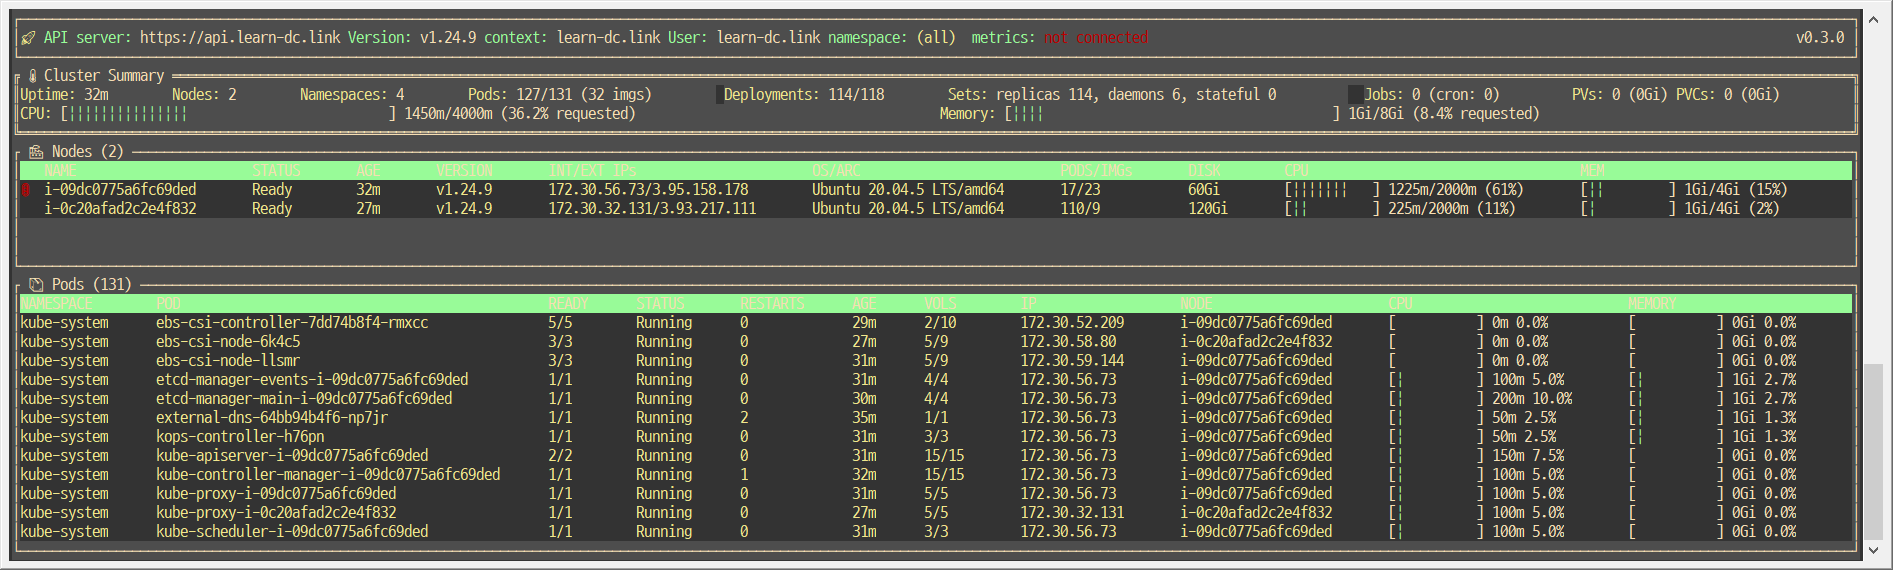 API server: https://api.learn-dc.link Version: v1.24.9 context: learn-dc.link User: learn-dc.link namespace: (all) metrics: not connected v0.3.0
Cluster Summary
Uptime: 32m Nodes: 2 Namespaces: 4 Pods: 127/131 (32 imgs) Deployments: 114/118 Sets: replicas 114, daemons 6, stateful 0 Jobs: 0 (cron: 0) PVs: 0 (0Gi) PVCs: 0 (0Gi)
CPU: [|||||||||||||||] 1450m/4000m (36.2% requested) Memory: [||||] 1Gi/8Gi (8.4% requested)
Nodes (2)
NAME STATUS AGE VERSION INT/EXT IPs OS/ARC PODS/IMGs DISK CPU MEM
i-09dc0775a6fc69ded Ready 32m v1.24.9 172.30.56.73/3.95.158.178 Ubuntu 20.04.5 LTS/amd64 17/23 60Gi [||||||| ] 1225m/2000m (61%) [|| ] 1Gi/4Gi (15%)
i-0c20afad2c2e4f832 Ready 27m v1.24.9 172.30.32.131/3.93.217.111 Ubuntu 20.04.5 LTS/amd64 110/9 120Gi [|| ] 225m/2000m (11%) [| ] 1Gi/4Gi (2%)
Pods (131)
NAMESPACE POD READY STATUS RESTARTS AGE VOLS IP NODE CPU MEMORY
kube-system ebs-csi-controller-7dd74b8f4-rmxcc 5/5 Running 0 29m 2/10 172.30.52.209 i-09dc0775a6fc69ded [ ] 0m 0.0% [ ] 0Gi 0.0%
kube-system ebs-csi-node-6k4c5 3/3 Running 0 27m 5/9 172.30.58.80 i-0c20afad2c2e4f832 [ ] 0m 0.0% [ ] 0Gi 0.0%
kube-system ebs-csi-node-llsmr 3/3 Running 0 31m 5/9 172.30.59.144 i-09dc0775a6fc69ded [ ] 0m 0.0% [ ] 0Gi 0.0%
kube-system etcd-manager-events-i-09dc0775a6fc69ded 1/1 Running 0 31m 4/4 172.30.56.73 i-09dc0775a6fc69ded [| ] 100m 5.0% [| ] 1Gi 2.7%
kube-system etcd-manager-main-i-09dc0775a6fc69ded 1/1 Running 0 30m 4/4 172.30.56.73 i-09dc0775a6fc69ded [| ] 200m 10.0% [| ] 1Gi 2.7%
kube-system external-dns-64bb94b4f6-np7jr 1/1 Running 2 35m 1/1 172.30.56.73 i-09dc0775a6fc69ded [| ] 50m 2.5% [| ] 1Gi 1.3%
kube-system kops-controller-h76pn 1/1 Running 0 31m 3/3 172.30.56.73 i-09dc0775a6fc69ded [| ] 50m 2.5% [| ] 1Gi 1.3%
kube-system kube-apiserver-i-09dc0775a6fc69ded 2/2 Running 0 31m 15/15 172.30.56.73 i-09dc0775a6fc69ded [| ] 150m 7.5% [ ] 0Gi 0.0%
kube-system kube-controller-manager-i-09dc0775a6fc69ded 1/1 Running 1 32m 15/15 172.30.56.73 i-09dc0775a6fc69ded [| ] 100m 5.0% [ ] 0Gi 0.0%
kube-system kube-proxy-i-09dc0775a6fc69ded 1/1 Running 0 31m 5/5 172.30.56.73 i-09dc0775a6fc69ded [| ] 100m 5.0% [ ] 0Gi 0.0%
kube-system kube-proxy-i-0c20afad2c2e4f832 1/1 Running 0 27m 5/5 172.30.32.131 i-0c20afad2c2e4f832 [| ] 100m 5.0% [ ] 0Gi 0.0%
kube-system kube-scheduler-i-09dc0775a6fc69ded 1/1 Running 0 31m 3/3 172.30.56.73 i-09dc0775a6fc69ded [| ] 100m 5.0% [ ] 0Gi 0.0%